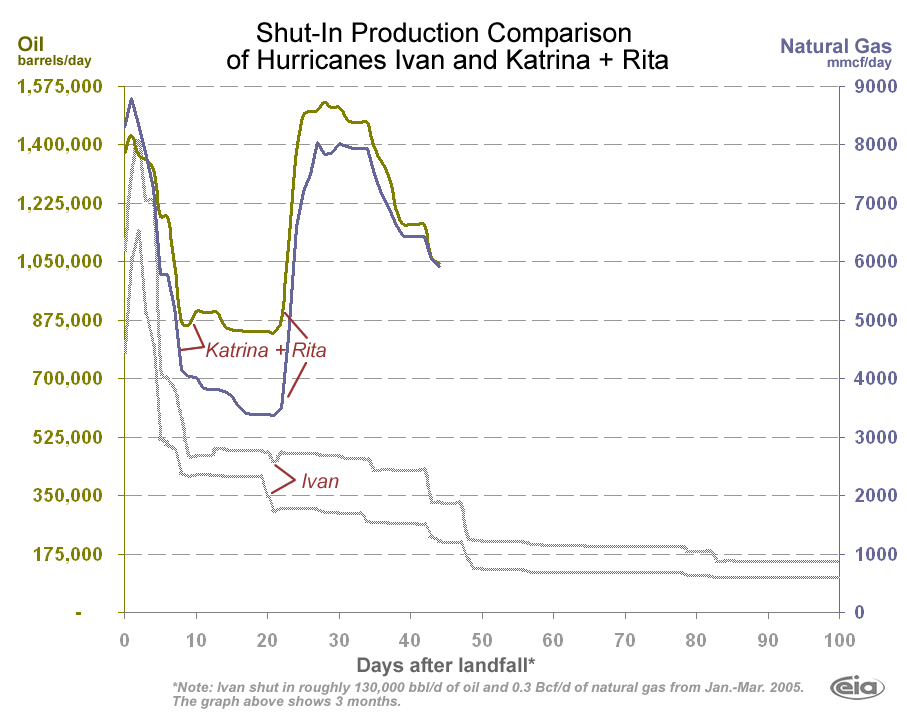 Shut-In Production Comparison
of Hurricanes Ivan and Katrina + Rita
Oil
barrels/day
Natural Gas
mmcf/day
1,575,000
9000
1,400,000
8000
1,225,000
7000
1,050,000
6000
875,000
5000
Katrina + Rita
700,000
4000
525,000
3000
Ivan
350,000
2000
175,000
1000
-
0
0 10 20 30 40 50 60 70 80 90 100
Days after landfall*
*Note: Ivan shut in roughly 130,000 bbl/d of oil and 0.3 Bcf/d of natural gas from Jan.-Mar. 2005.
The graph above shows 3 months.
eia